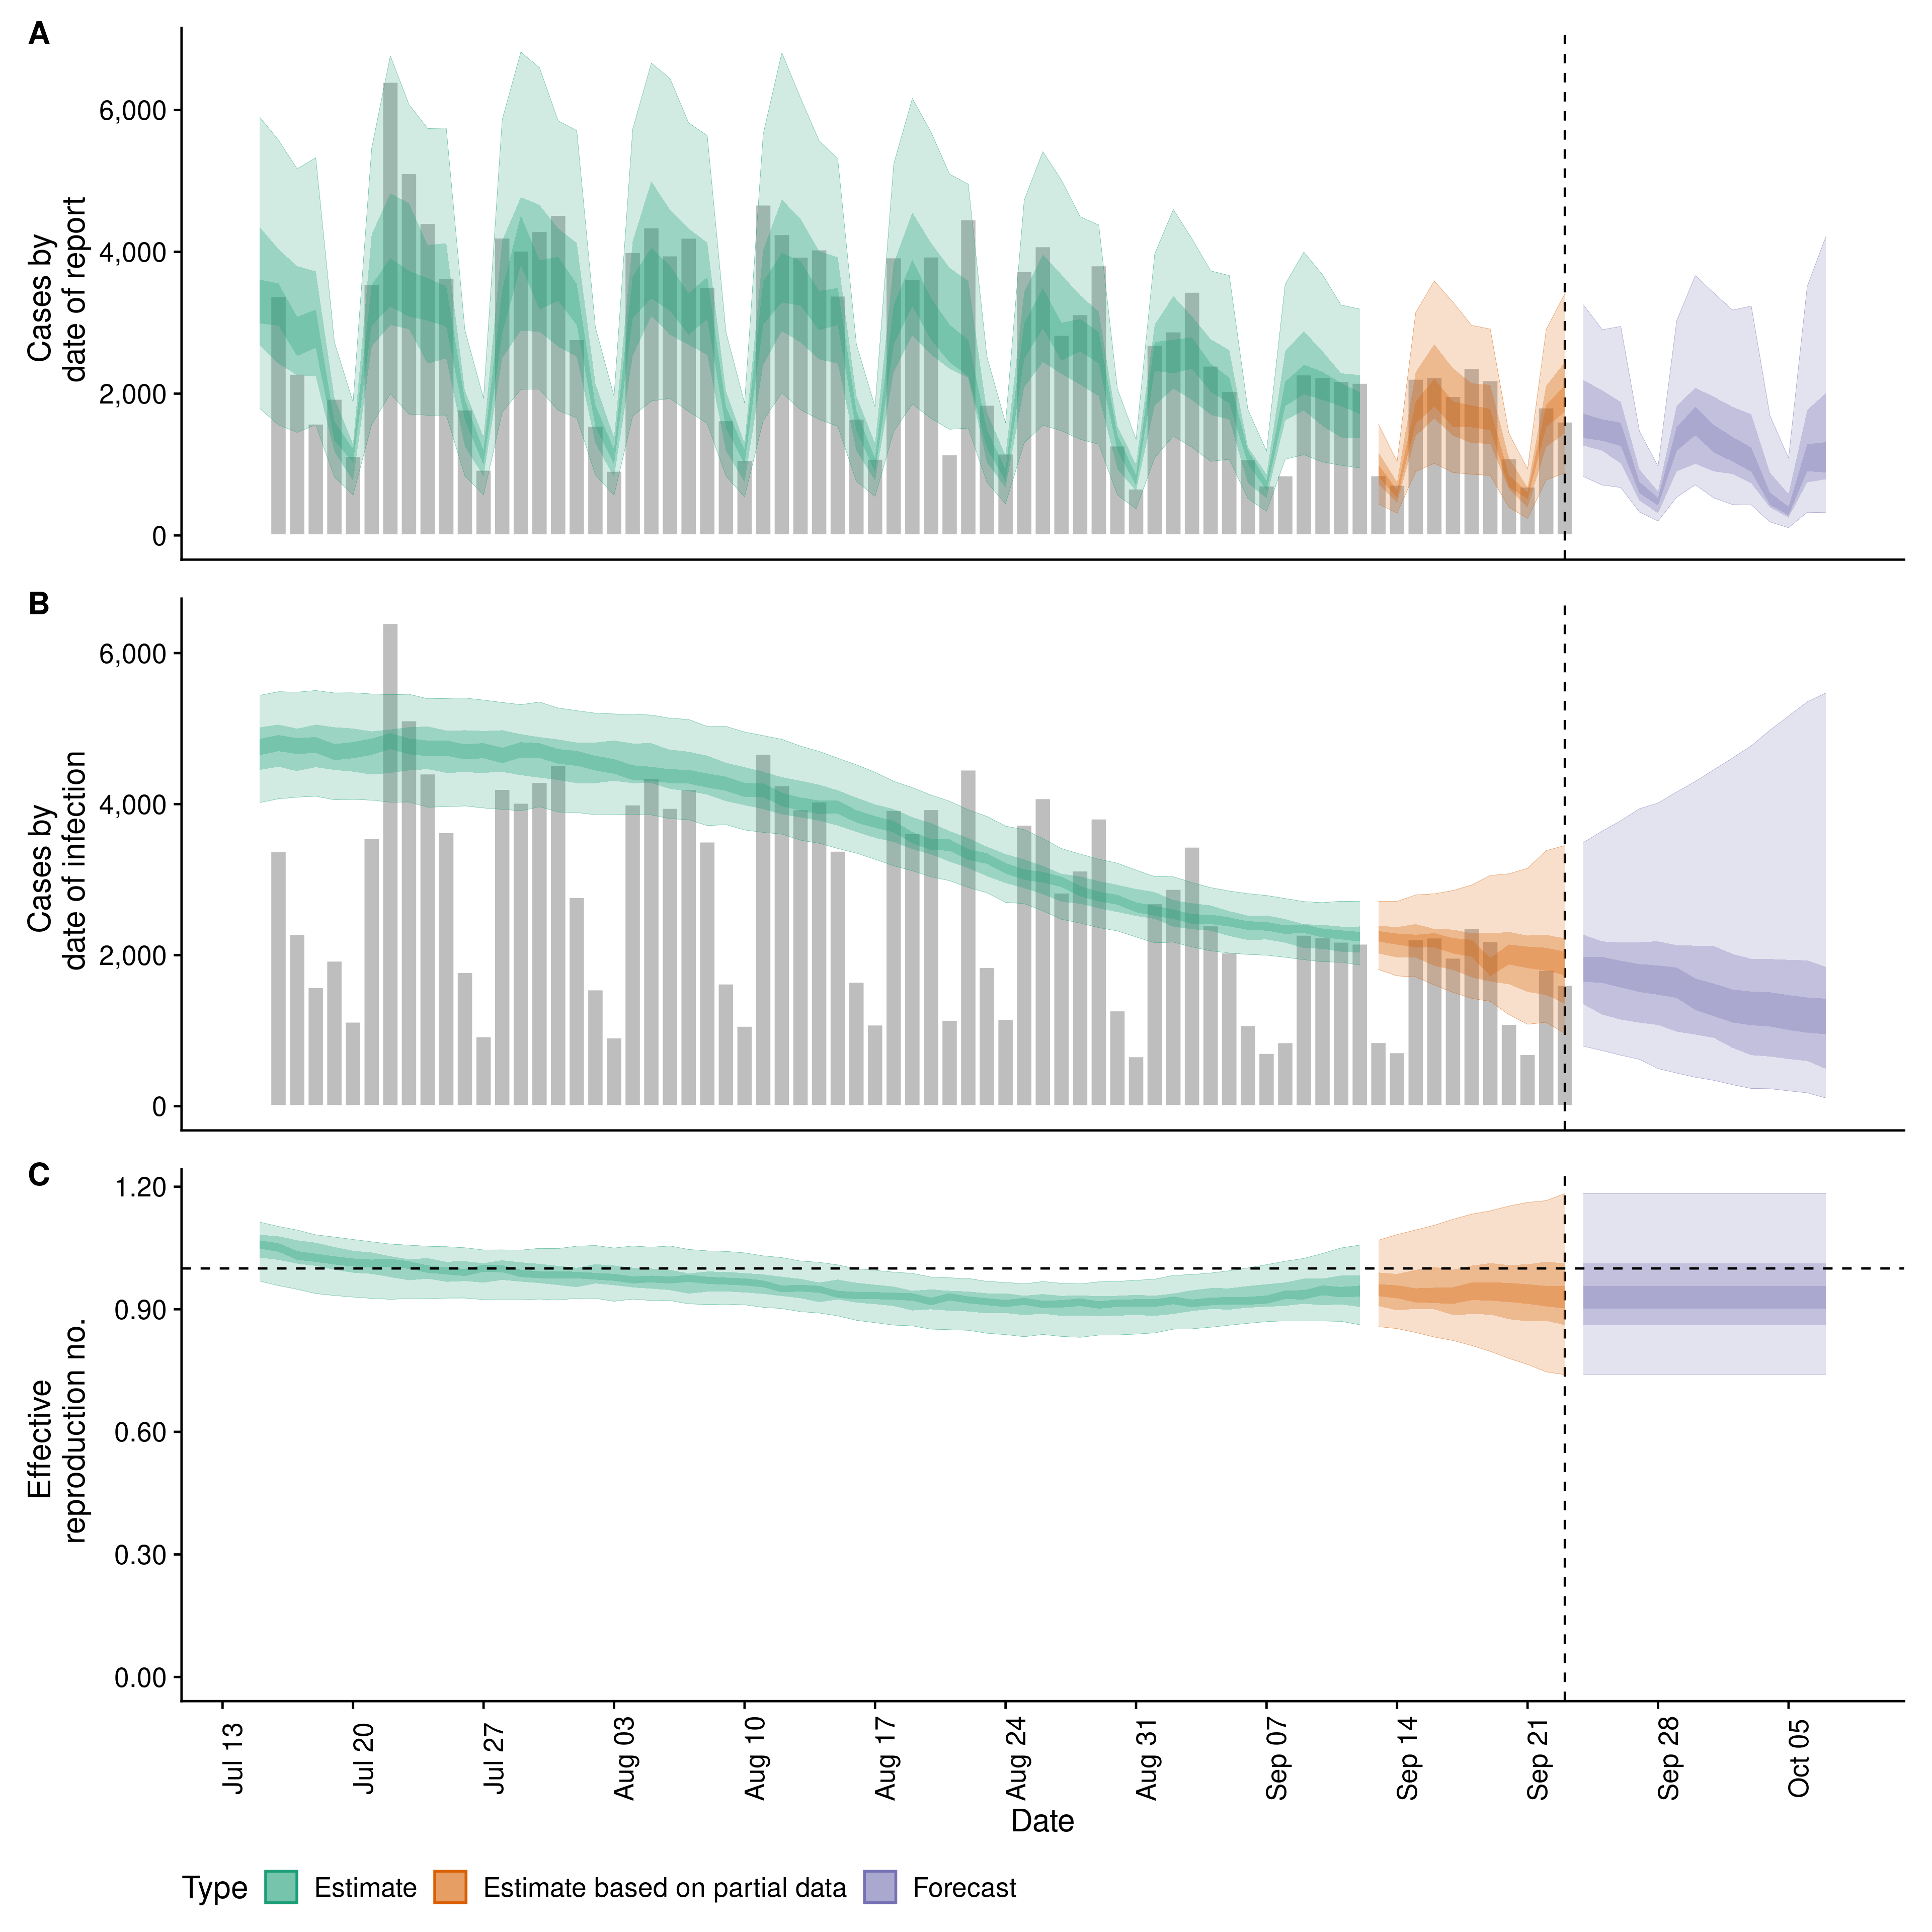 A
Cases by
date of report
6,000
4,000
2,000
0
B
Cases by
date of infection
6,000
4,000
2,000
0
C
Effective
reproduction no.
1.20
0.90
0.60
0.30
0.00
Jul 13
Jul 20
Jul 27
Aug 03
Aug 10
Aug 17
Aug 24
Aug 31
Sep 07
Sep 14
Sep 21
Sep 28
Oct 05
Date
Type Estimate Estimate based on partial data Forecast